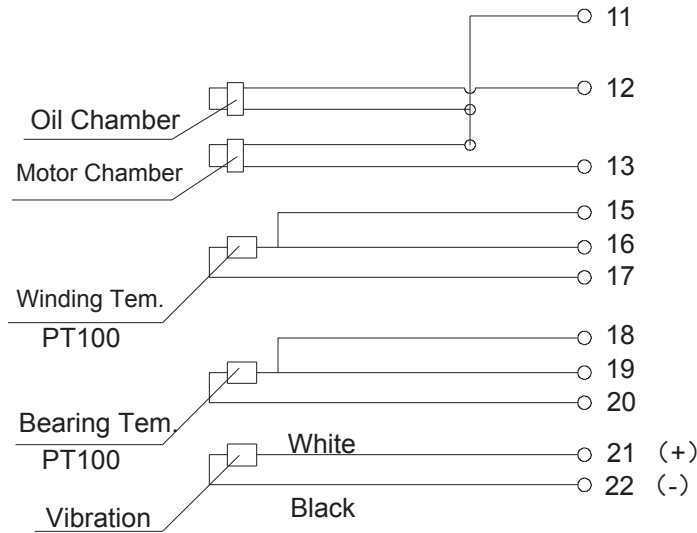 11
12
Oil Chamber
Motor Chamber
13
15
16
17
Winding Tem.
PT100
18
19
20
Bearing Tem.
PT100
White
21 (+)
22 (-)
Black
Vibration